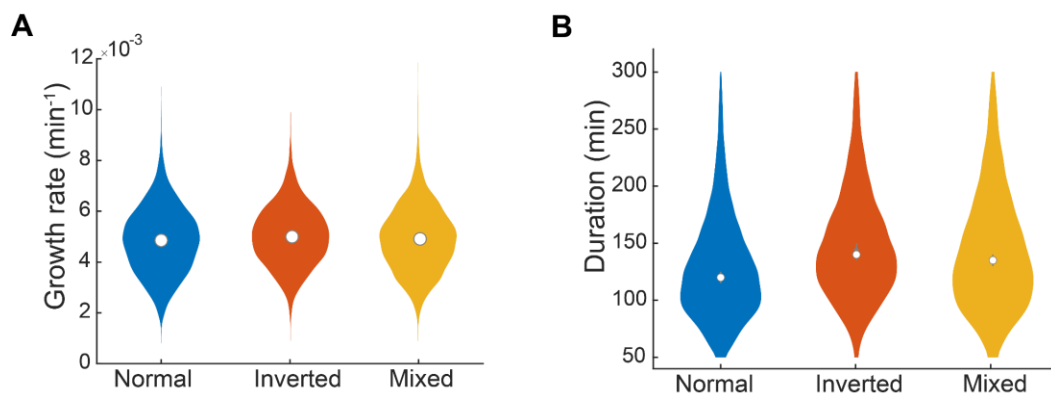 A
×10⁻³
Growth rate (min⁻¹)
12
10
8
6
4
2
0
Normal Inverted Mixed
B
Duration (min)
300
250
200
150
100
50
Normal Inverted Mixed